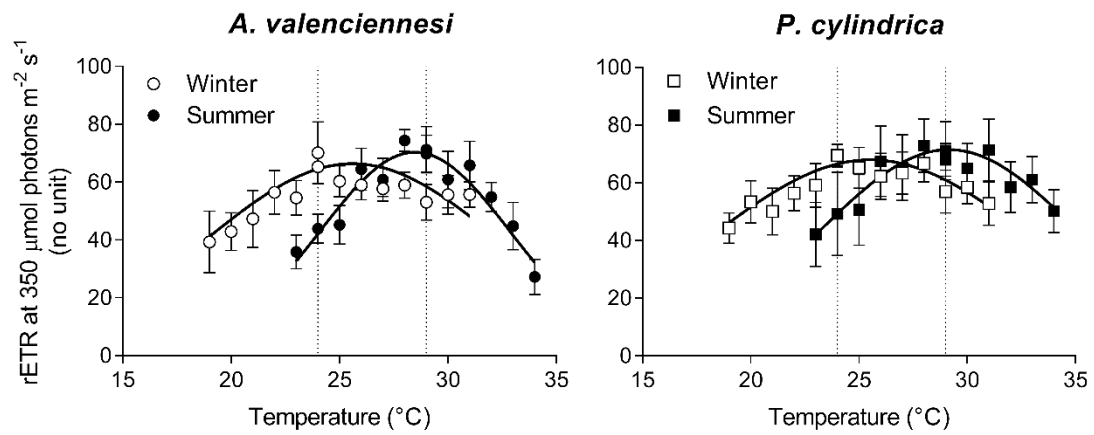 A. valenciennesi
P. cylindrica
rETR at 350 μmol photons m⁻² s⁻¹
(no unit)
100
80
60
40
20
0
Winter
Summer
15
20
25
30
35
Temperature (°C)
100
80
60
40
20
0
Winter
Summer
15
20
25
30
35
Temperature (°C)